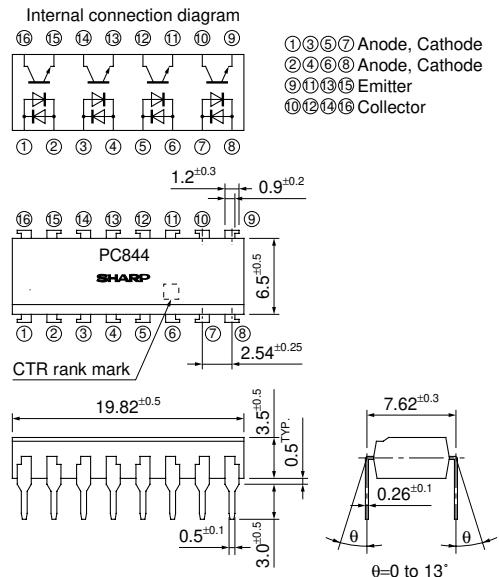 Internal connection diagram
⑯ ⑮ ⑭ ⑬ ⑫ ⑪ ⑩ ⑨
① ② ③ ④ ⑤ ⑥ ⑦ ⑧
①③⑤⑦ Anode, Cathode
②④⑥⑧ Anode, Cathode
⑨⑪⑬⑮ Emitter
⑩⑫⑭⑯ Collector
1.2±0.3
0.9±0.2
⑯ ⑮ ⑭ ⑬ ⑫ ⑪ ⑩ ⑨
PC844
SHARP
6.5±0.5
① ② ③ ④ ⑤ ⑥ ⑦ ⑧
CTR rank mark
2.54±0.25
19.82±0.5
3.5±0.5
0.5TYP.
7.62±0.3
0.5±0.1
3.0±0.5
0.26±0.1
θ θ
θ=0 to 13˚